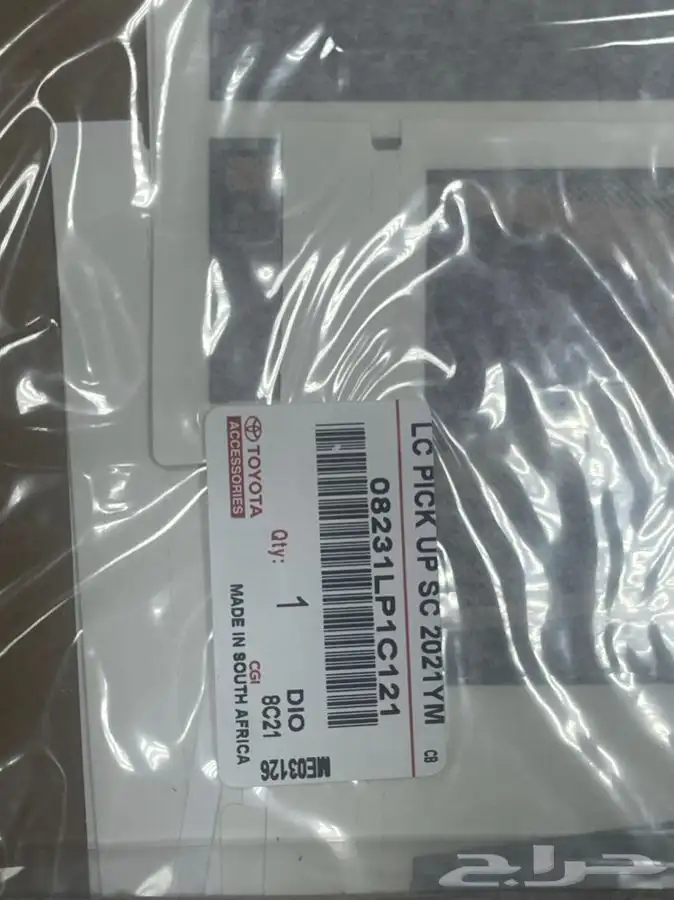 LC PICK UP SC 2021YM CB
08231LP1C121
TOYOTA
ACCESSORIES
Qty: 1
DIO
8C21
CGI
MADE IN SOUTH AFRICA
ME03126
حراج